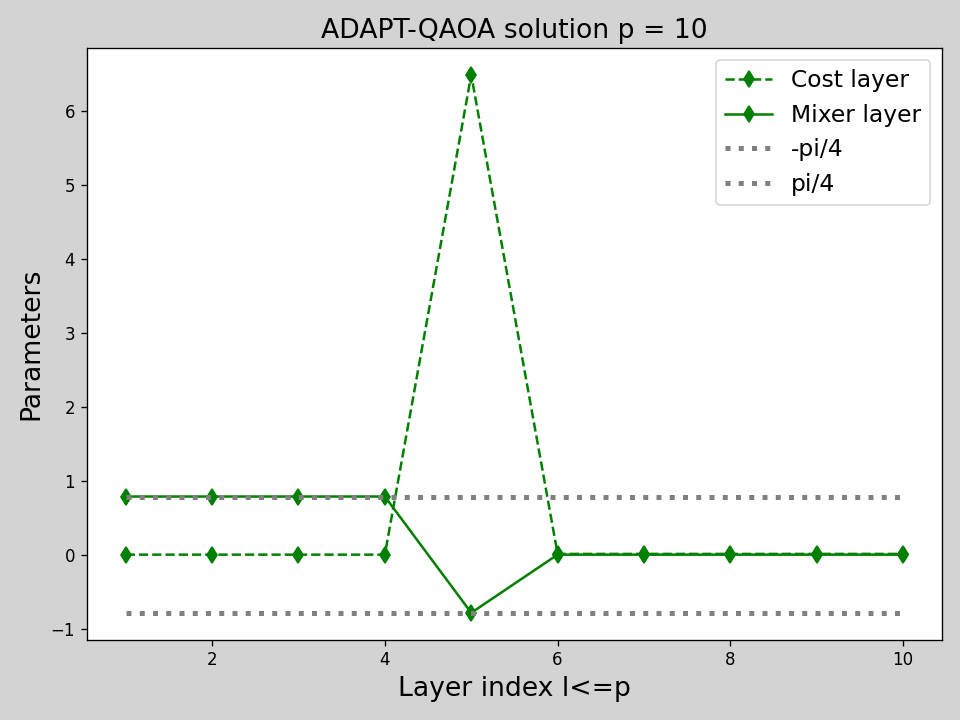 ADAPT-QAOA solution p = 10
Cost layer
Mixer layer
-pi/4
pi/4
Parameters
6
5
4
3
2
1
0
−1
2 4 6 8 10
Layer index l<=p